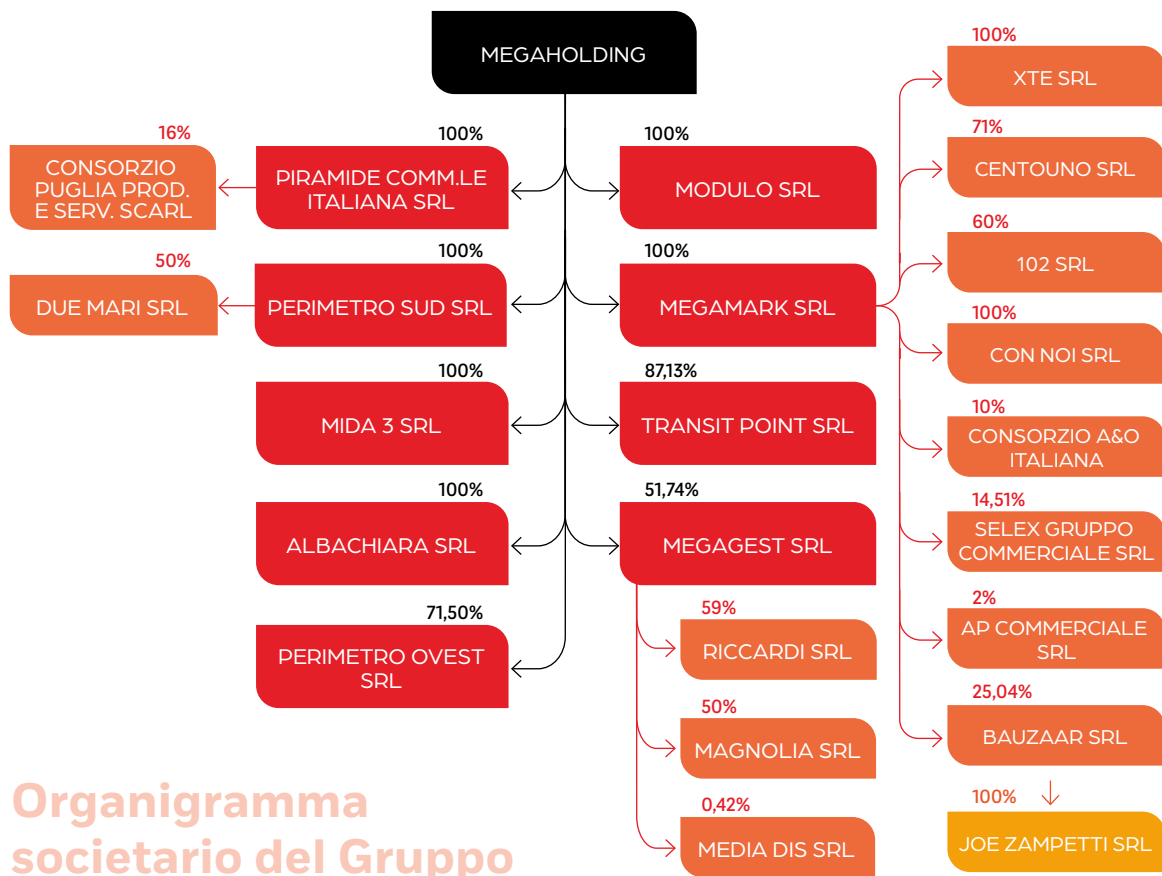 MEGAHOLDING
16%
CONSORZIO
PUGLIA PROD.
E SERV. SCARL
100%
PIRAMIDE COMM.LE
ITALIANA SRL
50%
DUE MARI SRL
100%
PERIMETRO SUD SRL
100%
MIDA 3 SRL
100%
ALBACHIARA SRL
71,50%
PERIMETRO OVEST
SRL
100%
MODULO SRL
100%
MEGAMARK SRL
87,13%
TRANSIT POINT SRL
51,74%
MEGAGEST SRL
59%
RICCARDI SRL
50%
MAGNOLIA SRL
0,42%
MEDIA DIS SRL
100%
XTE SRL
71%
CENTOUNO SRL
60%
102 SRL
100%
CON NOI SRL
10%
CONSORZIO A&O
ITALIANA
14,51%
SELEX GRUPPO
COMMERCIALE SRL
2%
AP COMMERCIALE
SRL
25,04%
BAUZAAR SRL
100%
JOE ZAMPETTI SRL
Organigramma
societario del Gruppo